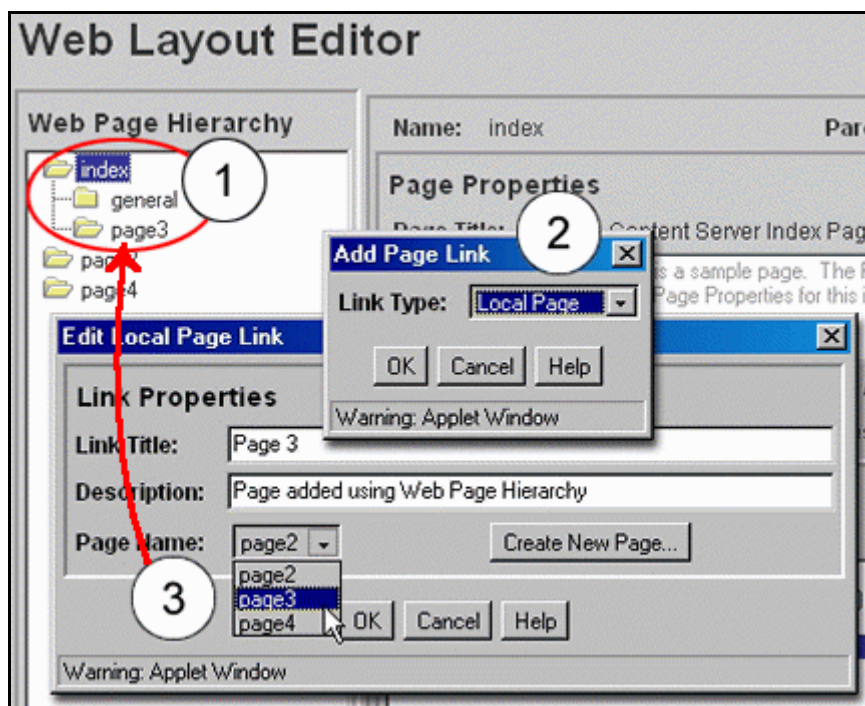 Web Layout Editor
Web Page Hierarchy
index
general
page3
page4
1
Name: index
Page Properties
Content Server Index Pag
s a sample page. The
Page Properties for this i
2
Add Page Link
Link Type: Local Page
OK Cancel Help
Warning: Applet Window
Edit Local Page Link
Link Properties
Link Title: Page 3
Description: Page added using Web Page Hierarchy
Page Name: page2 Create New Page...
page2
page3
page4
3
OK Cancel Help
Warning: Applet Window